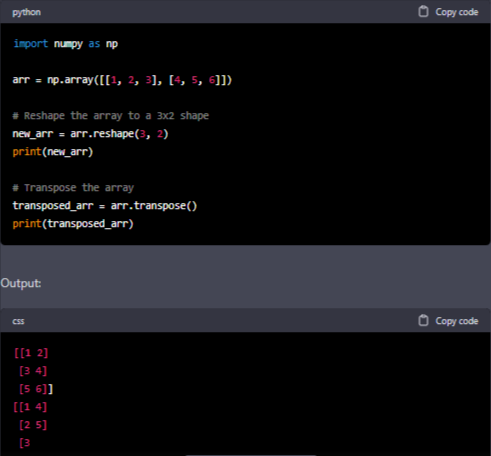 python Copy code
import numpy as np
arr = np.array([[1, 2, 3], [4, 5, 6]])
# Reshape the array to a 3x2 shape
new_arr = arr.reshape(3, 2)
print(new_arr)
# Transpose the array
transposed_arr = arr.transpose()
print(transposed_arr)
Output:
css Copy code
[[1 2]
[3 4]
[5 6]]
[[1 4]
[2 5]
[3